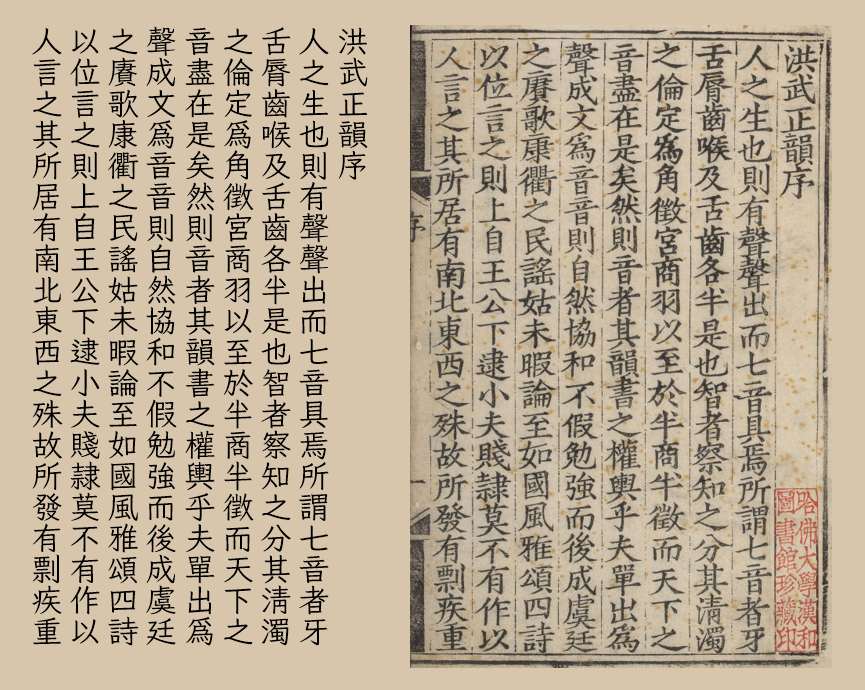 洪武正韻序
人之生也則有聲聲出而七音具焉所謂七音者牙
舌脣齒喉及舌齒各半是也智者察知之分其淸濁
之倫定爲角徵宮商羽以至於半商半徵而天下之
音盡在是矣然則音者其韻書之權輿乎夫單出爲
聲成文爲音音則自然協和不假勉強而後成虞廷
之賡歌康衢之民謠姑未暇論至如國風雅頌四詩
以位言之則上自王公下逮小夫賤隷莫不有作以
人言之其所居有南北東西之殊故所發有剽疾重
洪武正韻序
哈佛大學漢和
圖書館珍藏印
人之生也則有聲聲出而七音具焉所謂七音者牙
舌脣齒喉及舌齒各半是也智者察知之分其清濁
之倫定為角徵宮商羽以至於半商半徵而天下之
音盡在是矣然則音者其韻書之權輿乎夫單出為
聲成文為音音則自然協和不假勉強而後成虞廷
之賡歌康衢之民謠姑未暇論至如國風雅頌四詩
以位言之則上自王公下逮小夫賤隷莫不有作以
人言之其所居有南北東西之殊故所發有剽疾重
序